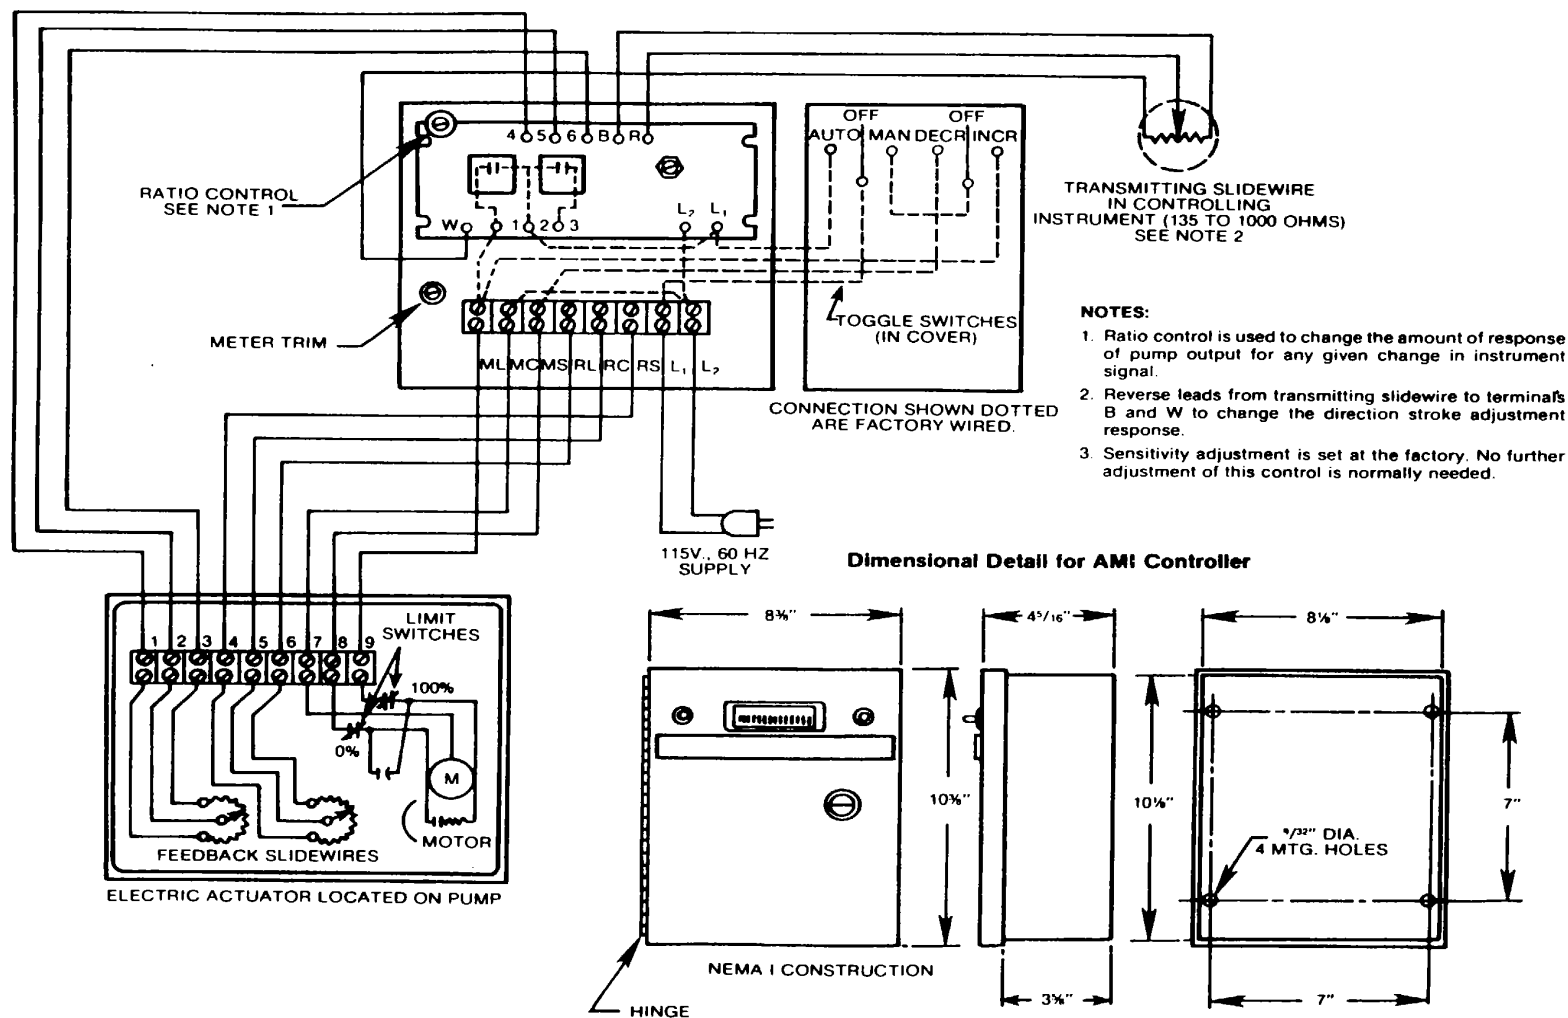 4 5 6 B R
OFF OFF
AUTO MAN DECR INCR
RATIO CONTROL
SEE NOTE 1
W 1 2 3 L₂ L₁
TRANSMITTING SLIDEWIRE
IN CONTROLLING
INSTRUMENT (135 TO 1000 OHMS)
SEE NOTE 2
METER TRIM
TOGGLE SWITCHES
(IN COVER)
ML MC MS RL RC RS L₁ L₂
CONNECTION SHOWN DOTTED
ARE FACTORY WIRED.
NOTES:
1. Ratio control is used to change the amount of response
of pump output for any given change in instrument
signal.
2. Reverse leads from transmitting slidewire to terminals
B and W to change the direction stroke adjustment
response.
3. Sensitivity adjustment is set at the factory. No further
adjustment of this control is normally needed.
115V., 60 HZ
SUPPLY
Dimensional Detail for AMI Controller
LIMIT
SWITCHES
1 2 3 4 5 6 7 8 9
100%
0%
M
MOTOR
FEEDBACK SLIDEWIRES
ELECTRIC ACTUATOR LOCATED ON PUMP
8⅜" 4⁵/₁₆" 8⅛"
10⅜" 10⅛" 7"
⁹/32" DIA.
4 MTG. HOLES
NEMA I CONSTRUCTION
3⅝" 7"
HINGE